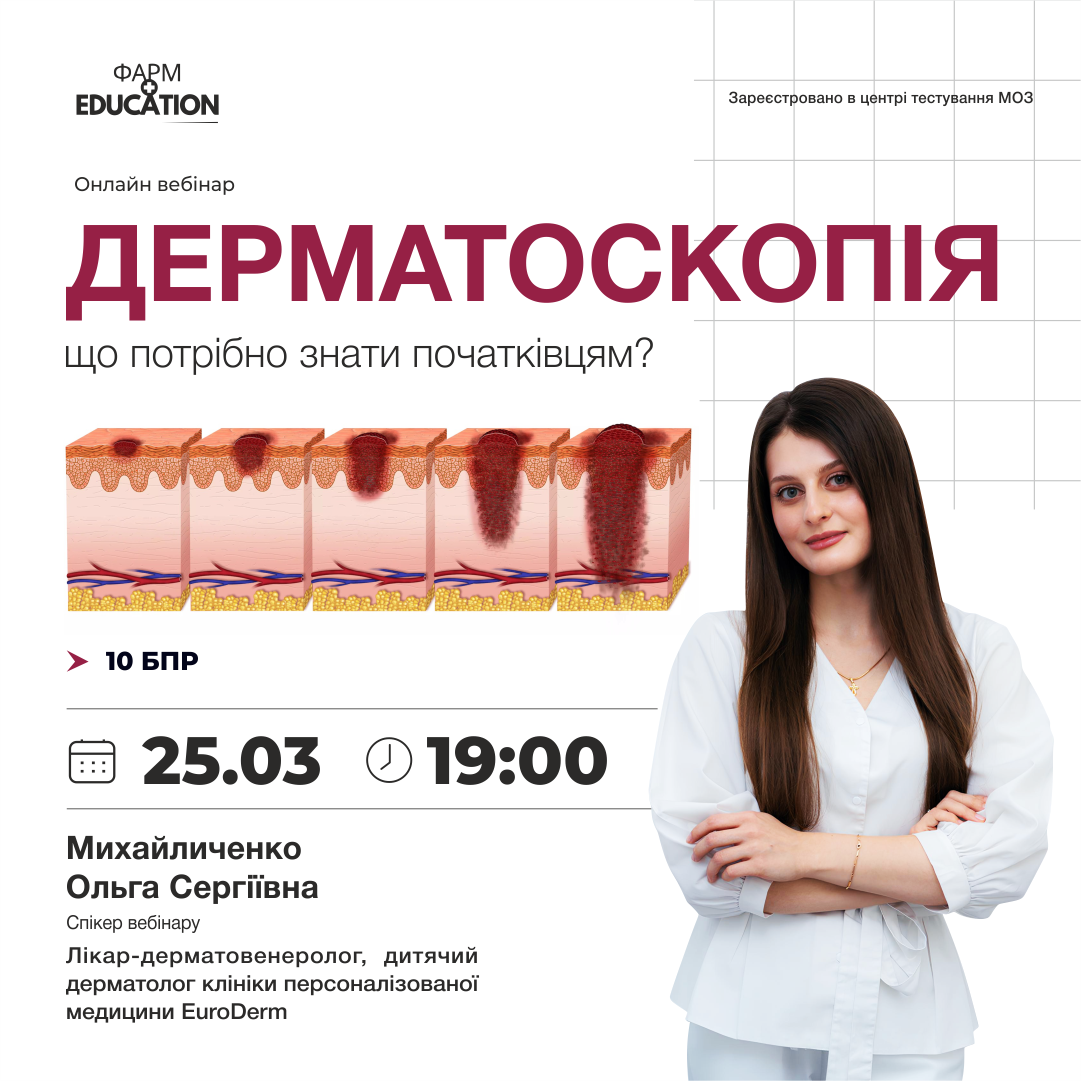 ФАРМ
EDUCATION
Зареєстровано в центрі тестування МОЗ
Онлайн вебінар
ДЕРМАТОСКОПІЯ
що потрібно знати початківцям?
10 БПР
25.03
19:00
Михайличенко
Ольга Сергіївна
Спікер вебінару
Лікар-дерматовенеролог, дитячий
дерматолог клініки персоналізованої
медицини EuroDerm